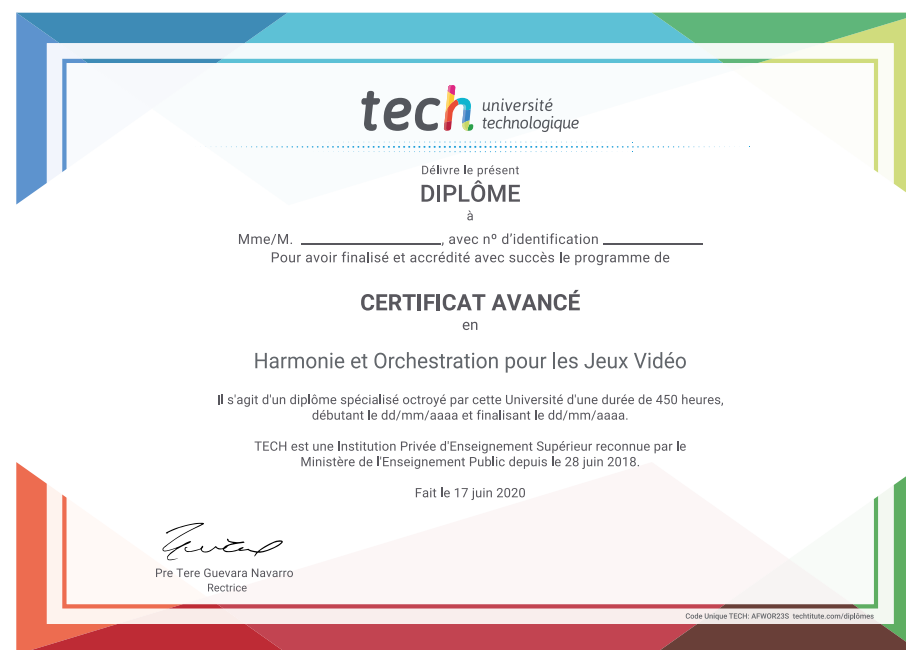 tech université
technologique
Délivre le présent
DIPLÔME
à
Mme/M. ____________________, avec nº d'identification ______________
Pour avoir finalisé et accrédité avec succès le programme de
CERTIFICAT AVANCÉ
en
Harmonie et Orchestration pour les Jeux Vidéo
Il s'agit d'un diplôme spécialisé octroyé par cette Université d'une durée de 450 heures,
débutant le dd/mm/aaaa et finalisant le dd/mm/aaaa.
TECH est une Institution Privée d'Enseignement Supérieur reconnue par le
Ministère de l'Enseignement Public depuis le 28 juin 2018.
Fait le 17 juin 2020
Pre Tere Guevara Navarro
Rectrice
Code Unique TECH: AFWOR23S techtitute.com/diplômes